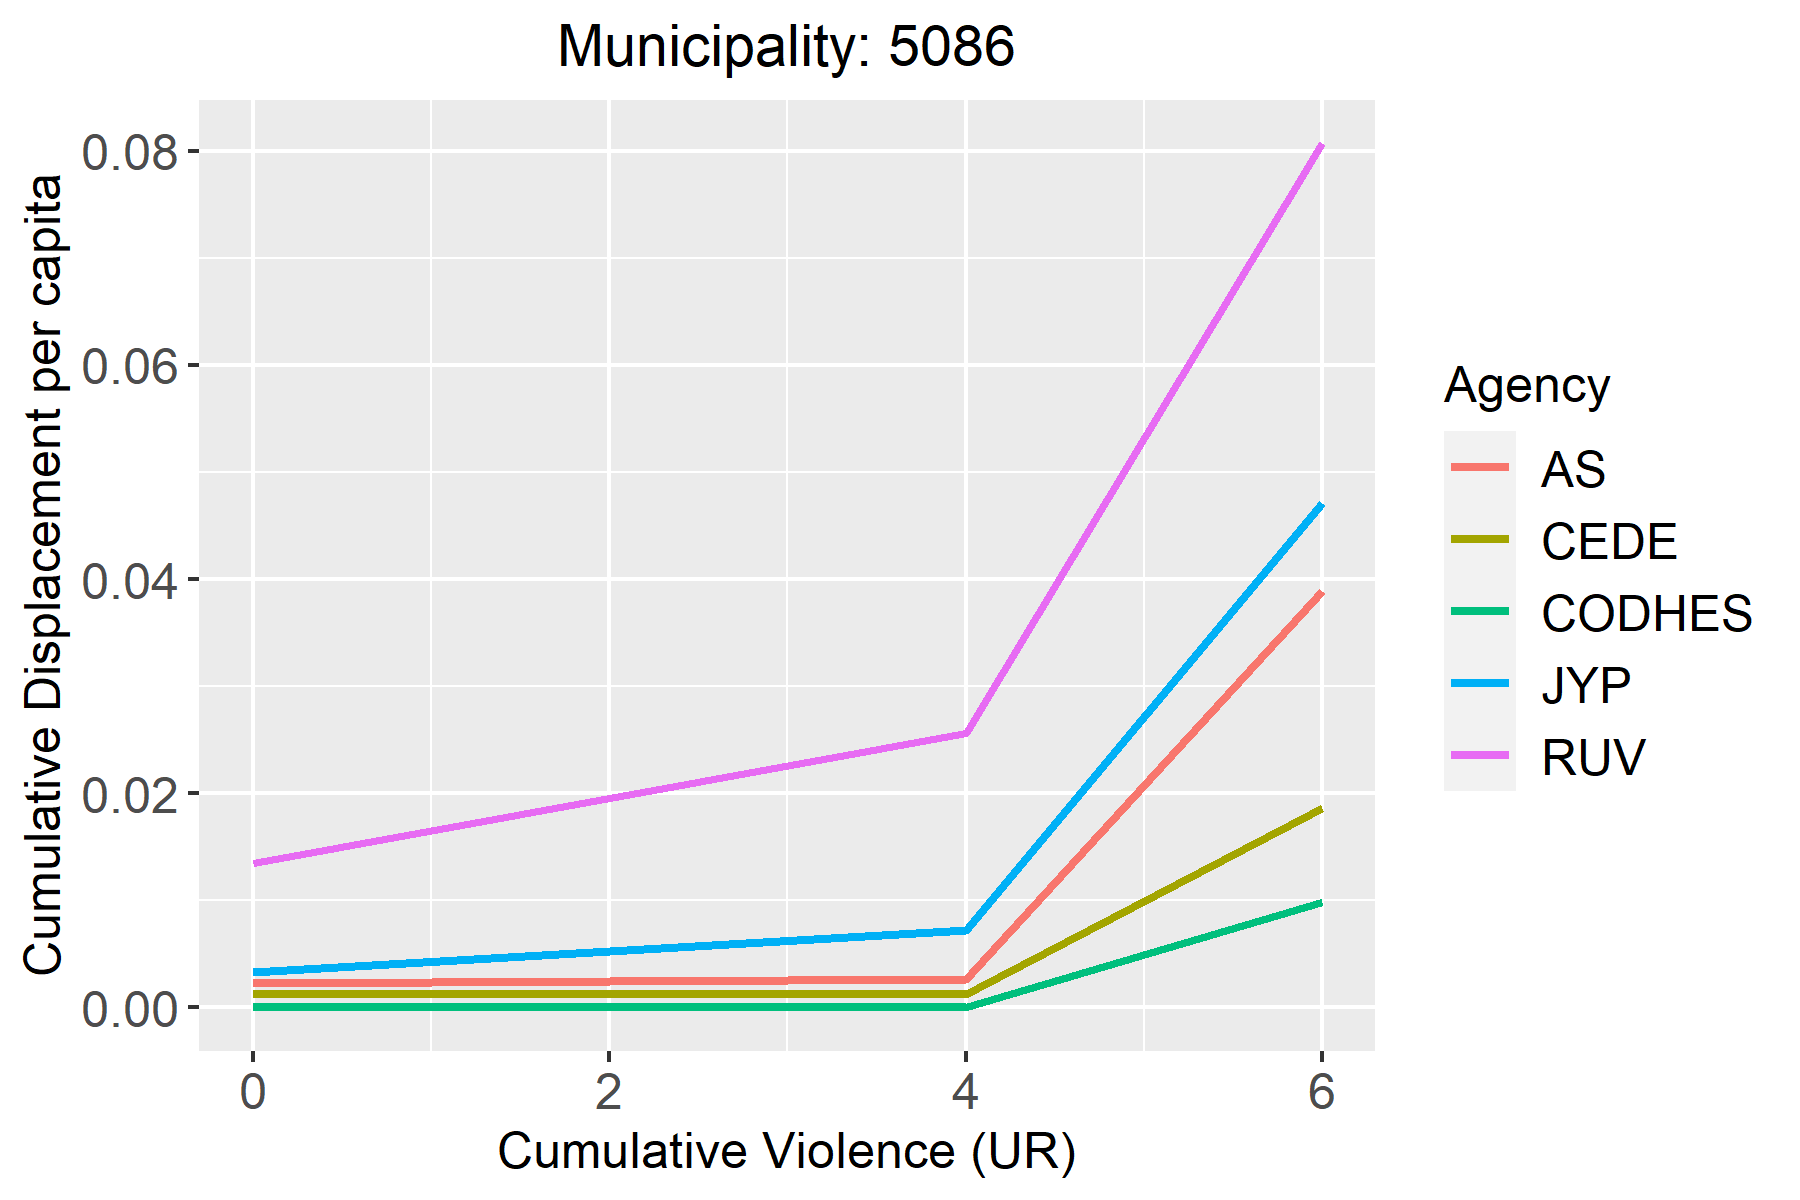 Municipality: 5086
Cumulative Displacement per capita
0.08
0.06
0.04
0.02
0.00
0
2
4
6
Cumulative Violence (UR)
Agency
AS
CEDE
CODHES
JYP
RUV